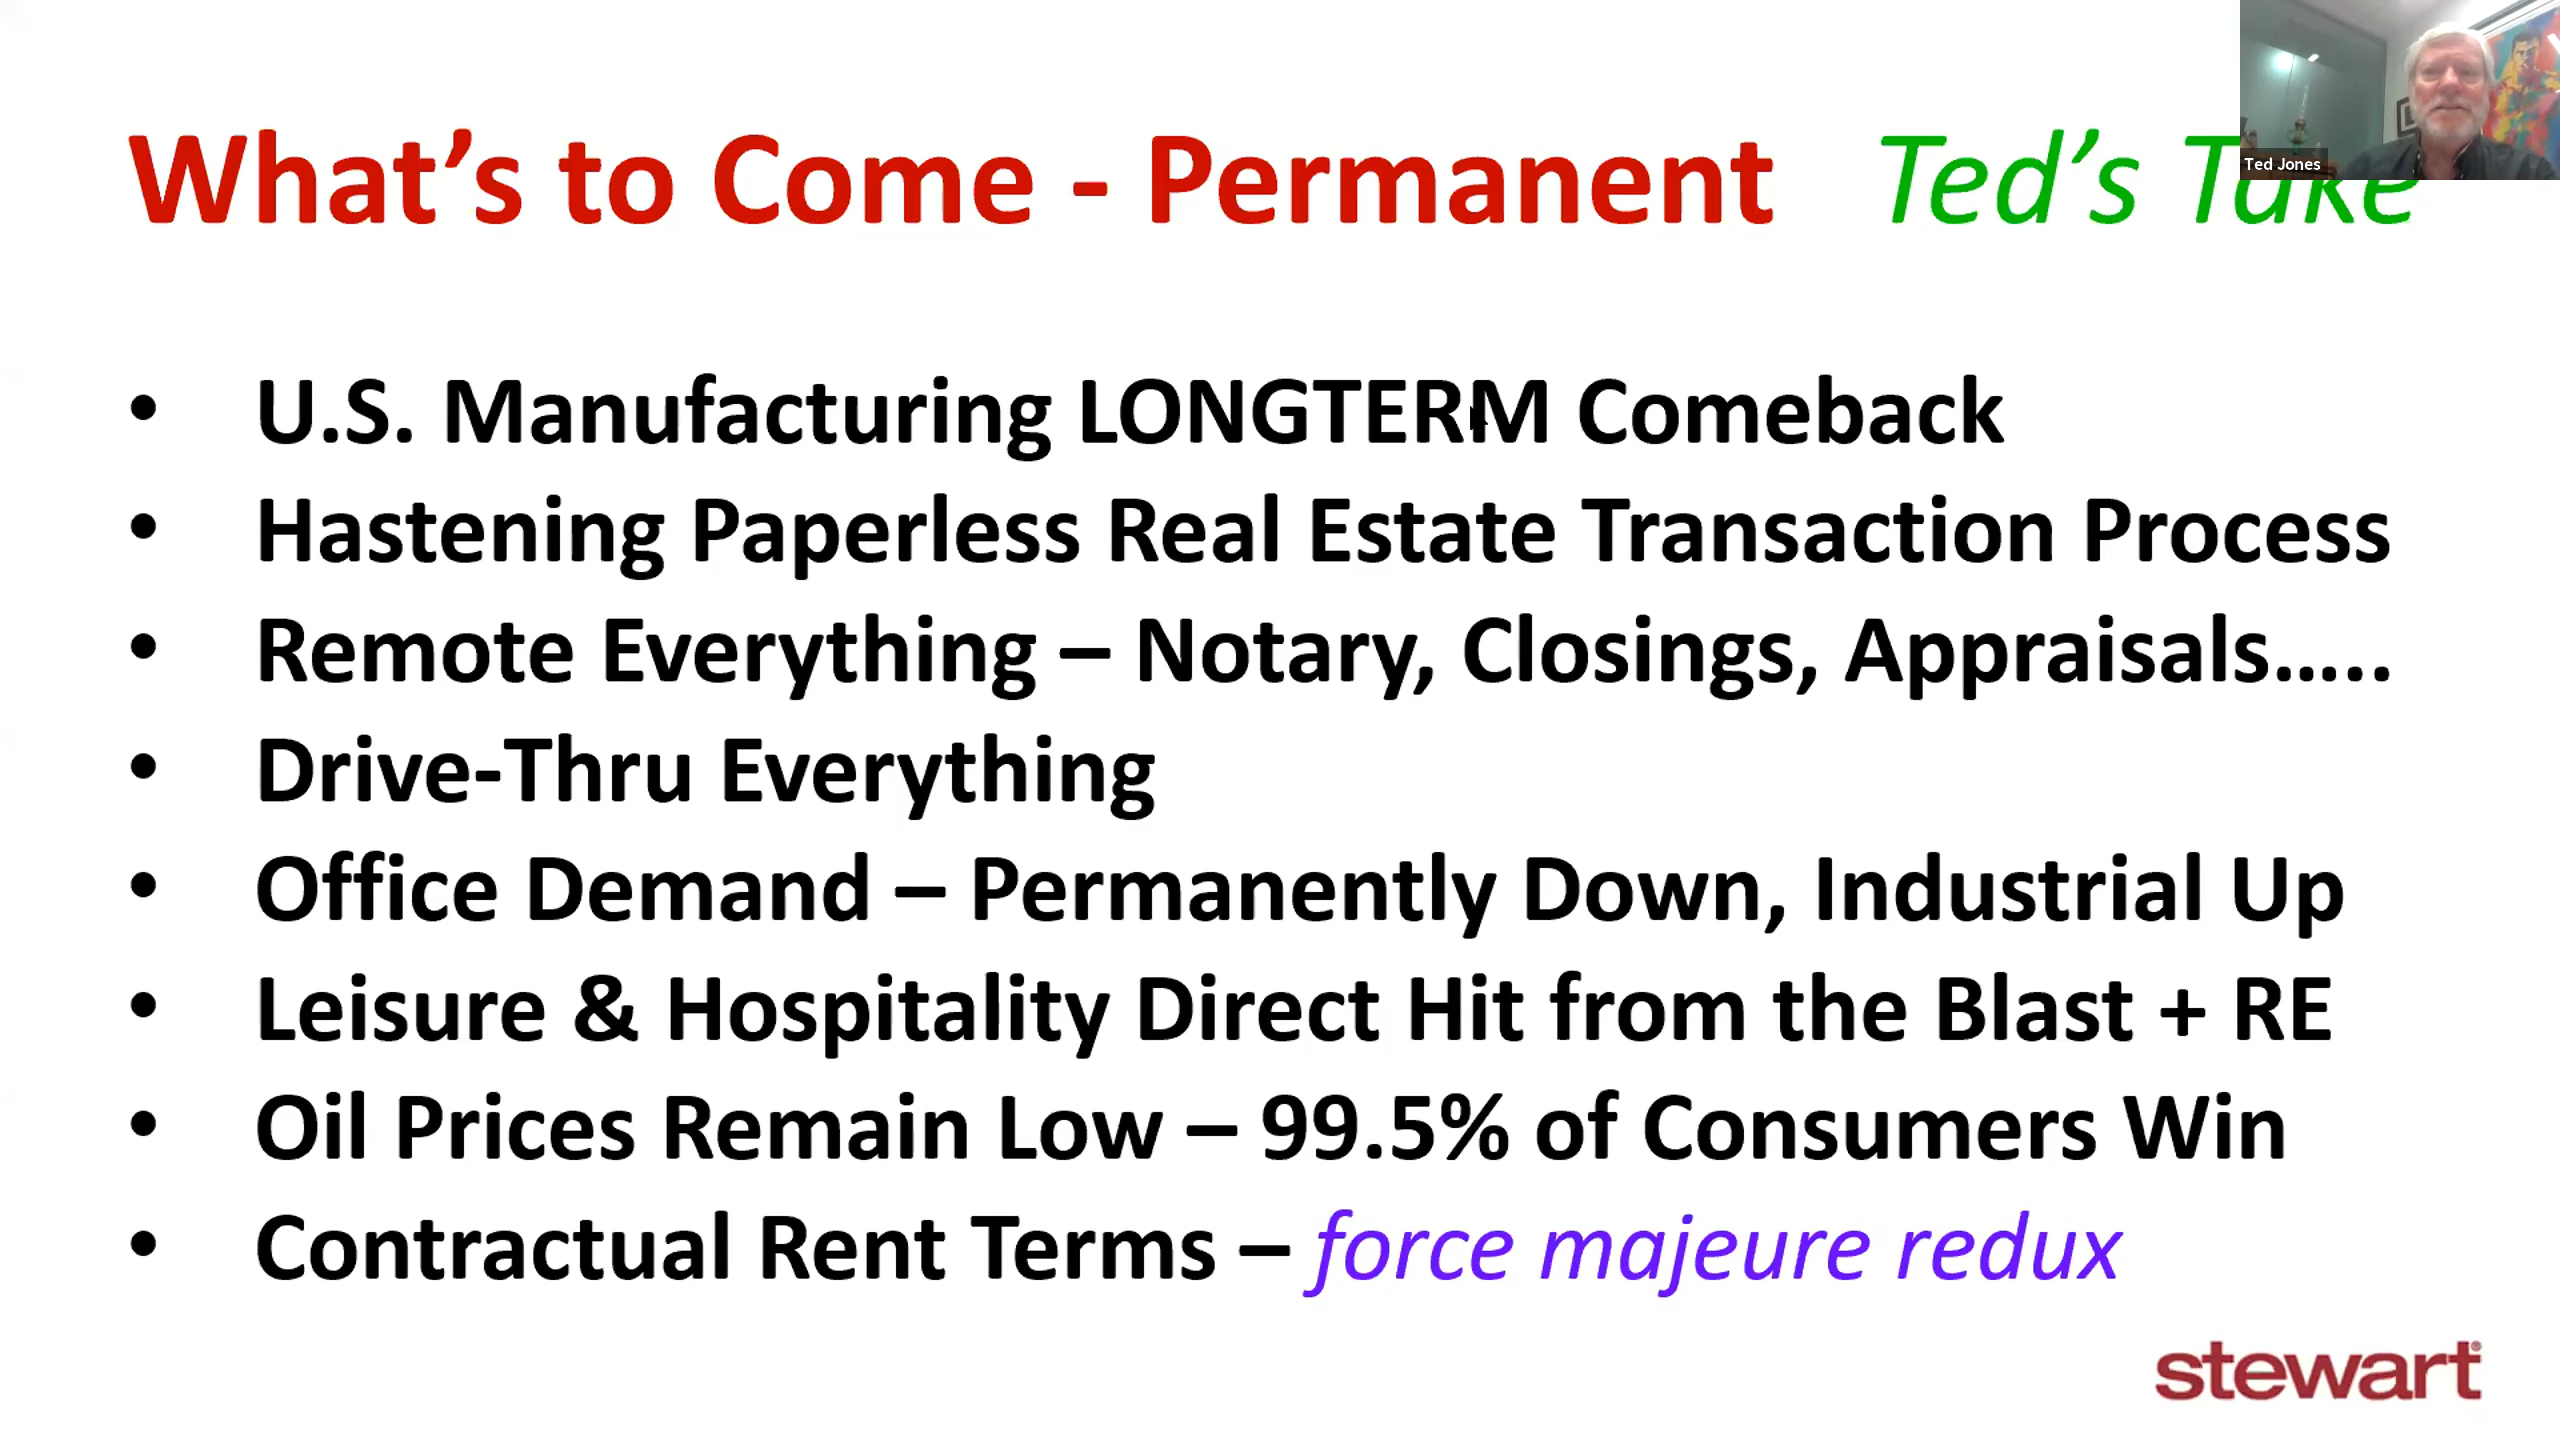 What's to Come - Permanent Ted's Take
Ted Jones
• U.S. Manufacturing LONGTERM Comeback
• Hastening Paperless Real Estate Transaction Process
• Remote Everything – Notary, Closings, Appraisals…..
• Drive-Thru Everything
• Office Demand – Permanently Down, Industrial Up
• Leisure & Hospitality Direct Hit from the Blast + RE
• Oil Prices Remain Low – 99.5% of Consumers Win
• Contractual Rent Terms – force majeure redux
stewart®